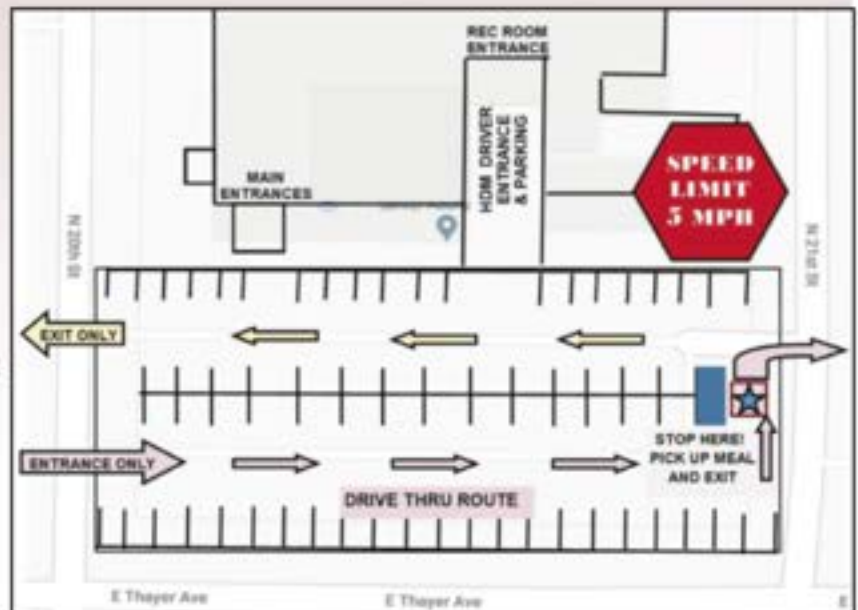 REC ROOM
ENTRANCE
HDM DRIVER
ENTRANCE
& PARKING
MAIN
ENTRANCES
SPEED
LIMIT
5 MPH
N 20th St
N 21st St
EXIT ONLY
ENTRANCE ONLY
STOP HERE!
PICK UP MEAL
AND EXIT
DRIVE THRU ROUTE
E Thayer Ave
E Thayer Ave
E